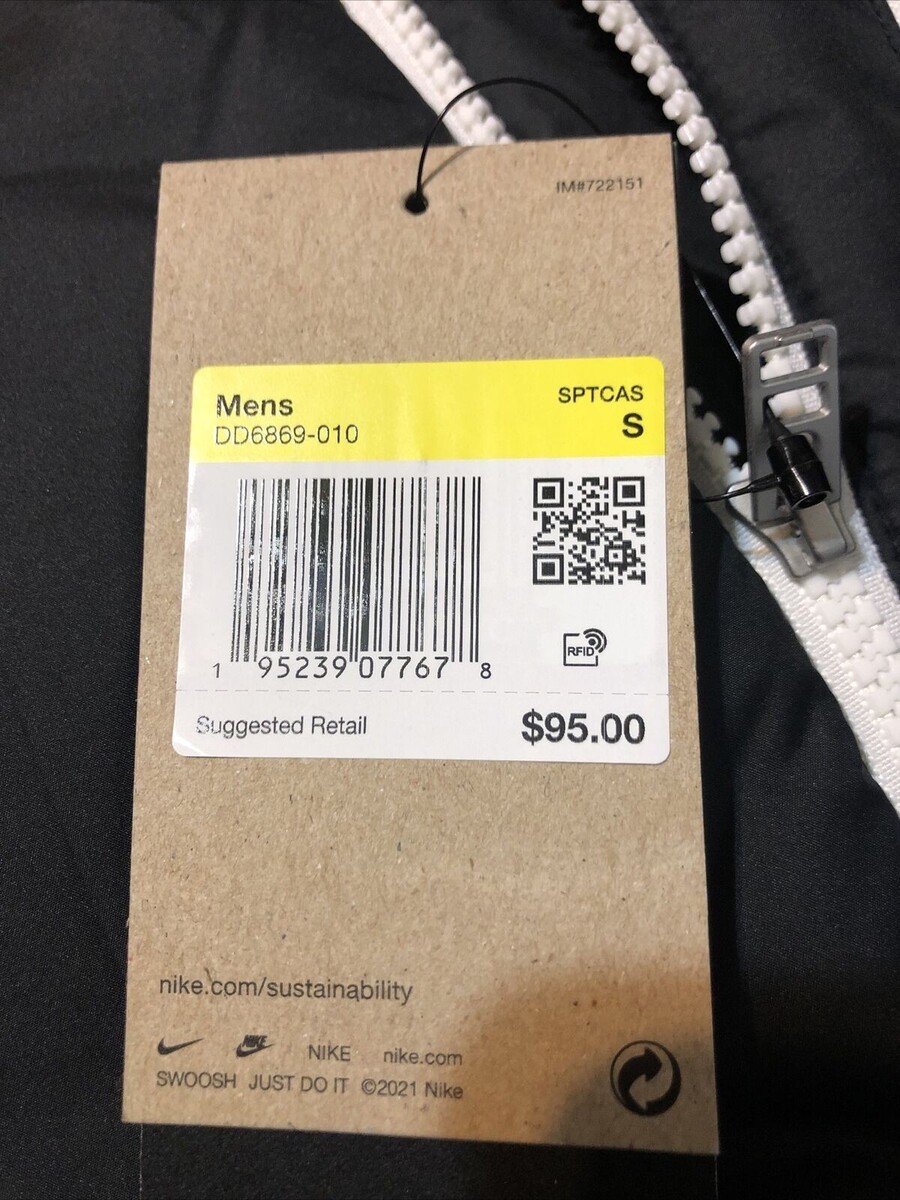 IM#722151
Mens SPTCAS
DD6869-010 S
1 95239 07767 8
RFID
Suggested Retail $95.00
nike.com/sustainability
NIKE NIKE nike.com
SWOOSH JUST DO IT ©2021 Nike